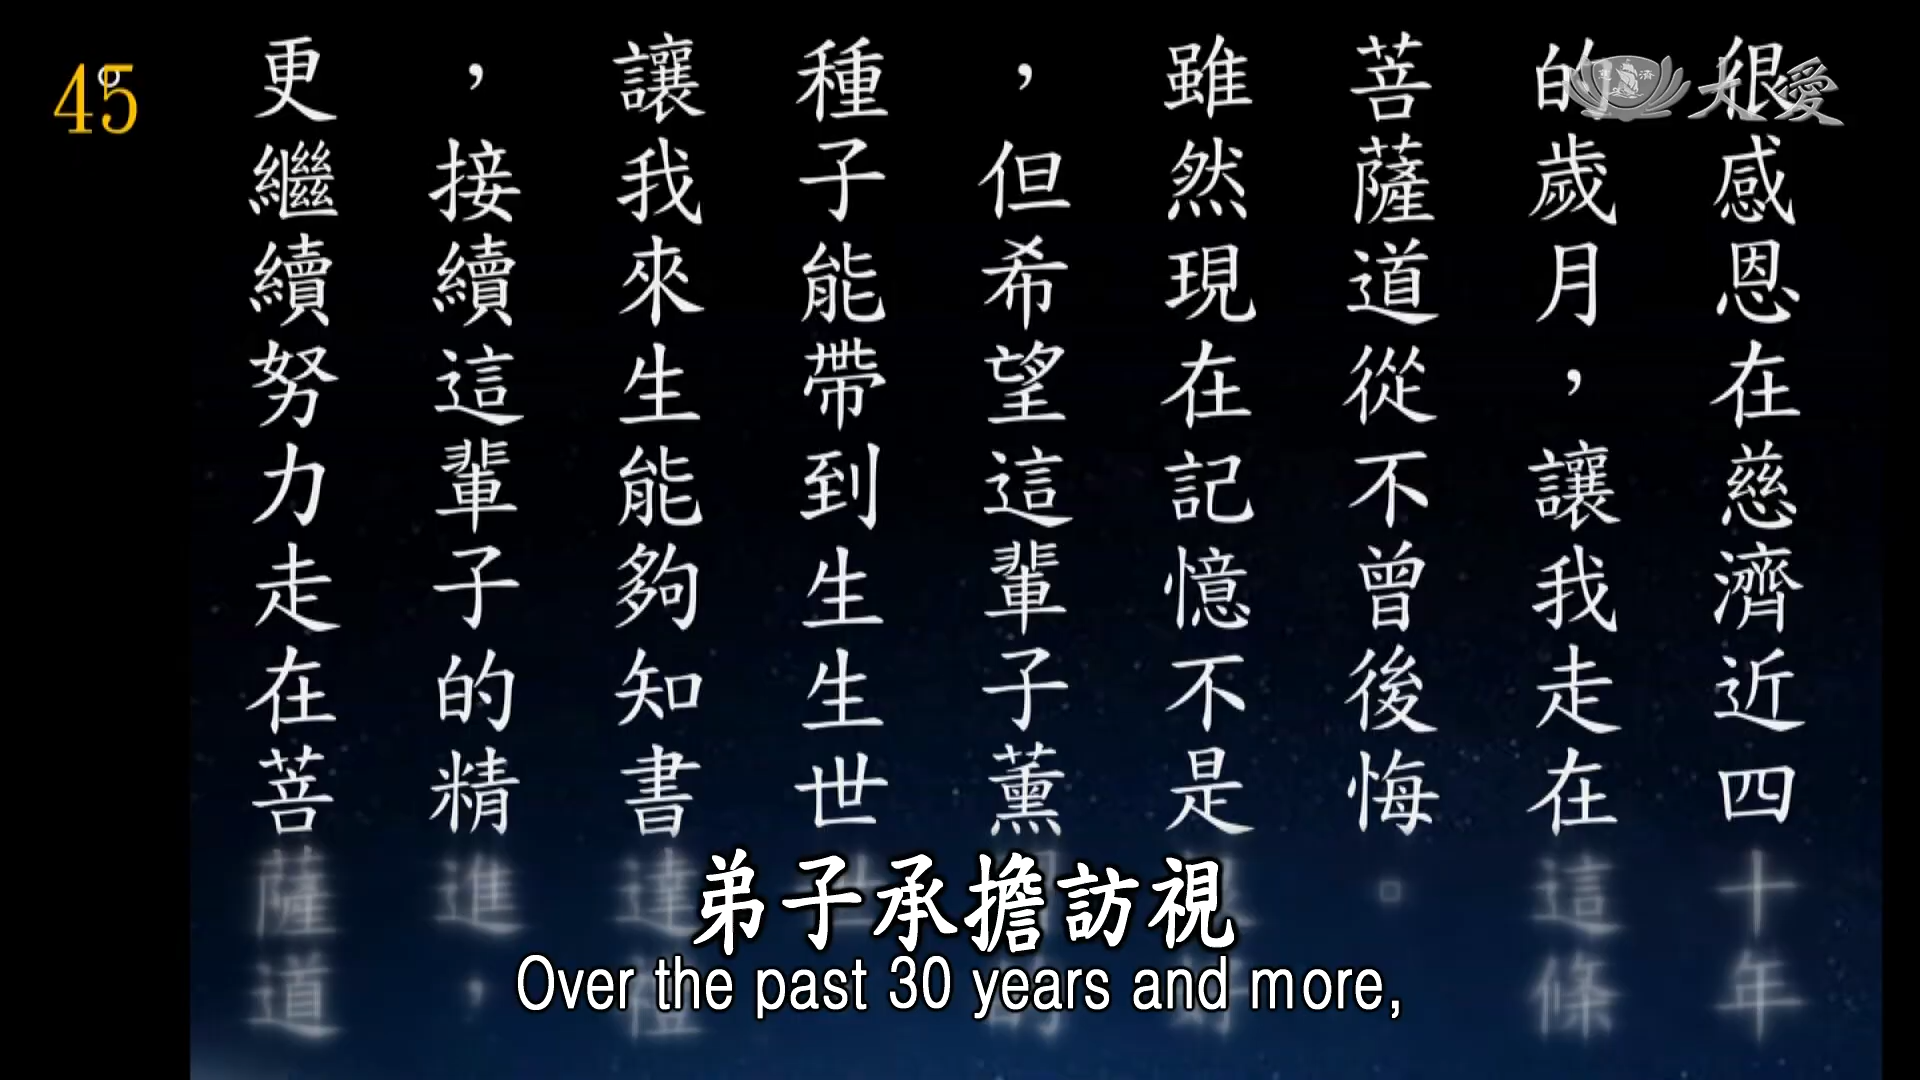 45
大愛
很感恩在慈濟近四十年
的歲月，讓我走在這條
菩薩道從不曾後悔。
雖然現在記憶不是
，但希望這輩子薰
種子能帶到生生世
讓我來生能夠知書達禮
，接續這輩子的精進，
更繼續努力走在菩薩道
弟子承擔訪視
Over the past 30 years and more,